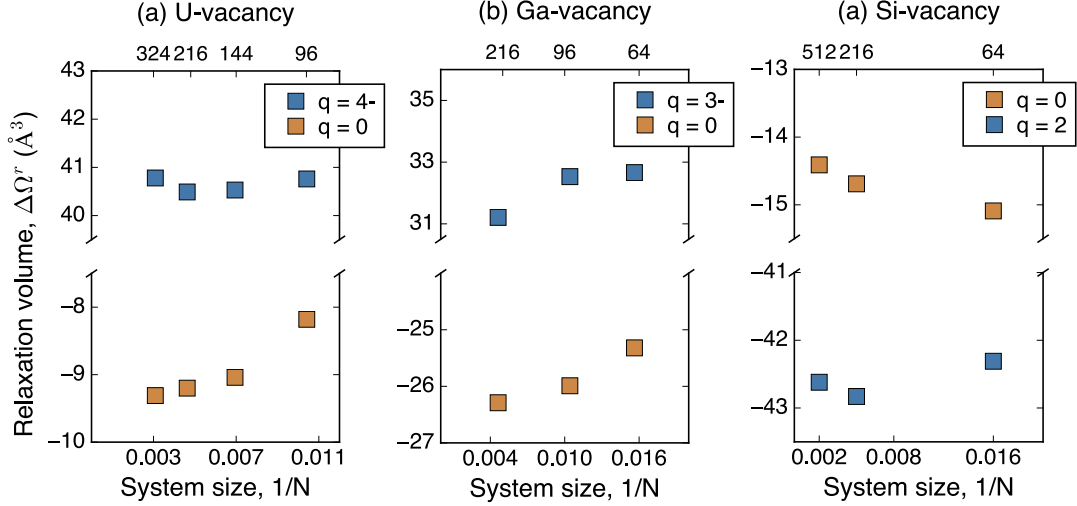 (a) U-vacancy
324 216 144 96
43
42
41
40
−8
−9
−10
q = 4-
q = 0
0.003 0.007 0.011
System size, 1/N
Relaxation volume, ΔΩ^r (Å^3)
(b) Ga-vacancy
216 96 64
35
33
31
−25
−26
−27
q = 3-
q = 0
0.004 0.010 0.016
System size, 1/N
(a) Si-vacancy
512 216 64
−13
−14
−15
−41
−42
−43
q = 0
q = 2
0.002 0.008 0.016
System size, 1/N